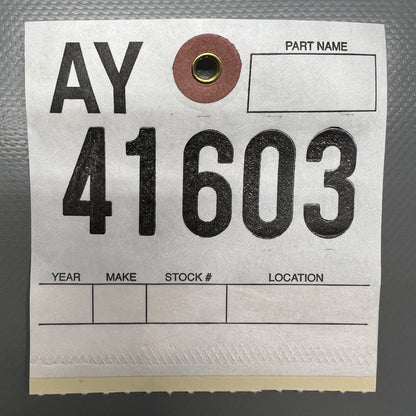 AY
PART NAME
41603
YEAR MAKE STOCK # LOCATION